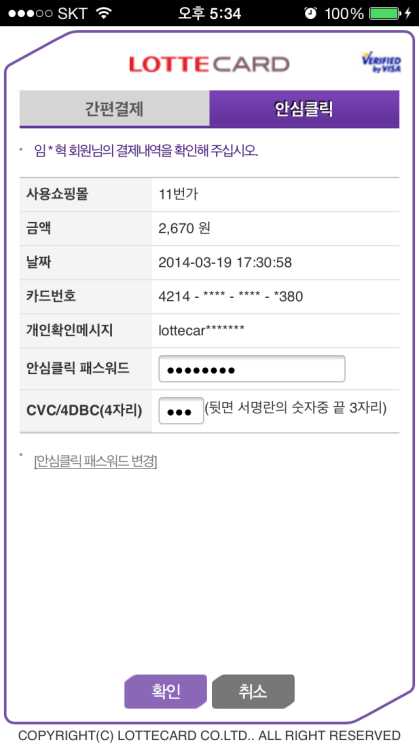 SKT 오후 5:34 100%
LOTTE CARD
VERIFIED
by VISA
간편결제 안심클릭
임 * 혁 회원님의 결제내역을 확인해 주십시오.
사용쇼핑몰 11번가
금액 2,670 원
날짜 2014-03-19 17:30:58
카드번호 4214 - **** - **** - *380
개인확인메시지 lottecar*******
안심클릭 패스워드 ●●●●●●●●
CVC/4DBC(4자리) ●●● (뒷면 서명란의 숫자중 끝 3자리)
[안심클릭 패스워드 변경]
확인 취소
COPYRIGHT(C) LOTTECARD CO.LTD.. ALL RIGHT RESERVED